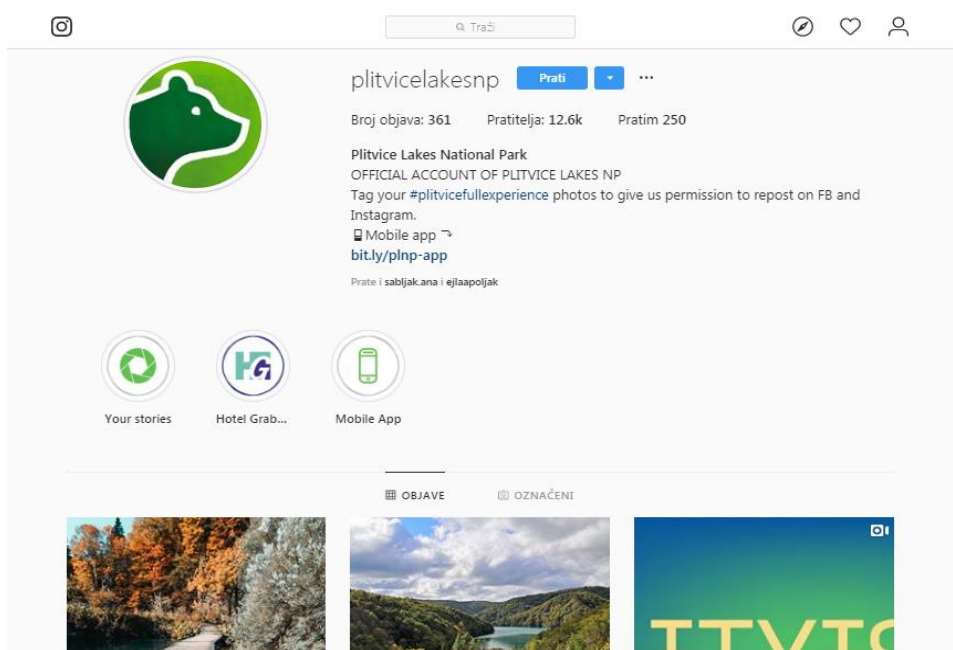 Traži
plitvicelakesnp Prati ...
Broj objava: 361 Pratitelja: 12.6k Pratim 250
Plitvice Lakes National Park
OFFICIAL ACCOUNT OF PLITVICE LAKES NP
Tag your #plitvicefullexperience photos to give us permission to repost on FB and
Instagram.
Mobile app
bit.ly/plnp-app
Prate i sabljak.ana i ejlaapoljak
HG
Your stories Hotel Grab... Mobile App
OBJAVE OZNAČENI